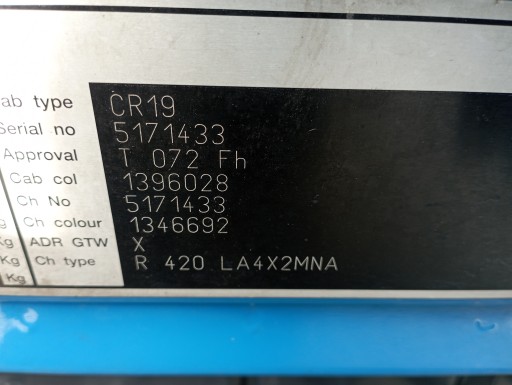 ab type CR19
Serial no 5171433
Approval T 072 Fh
Cab col 1396028
Ch No 5171433
g Ch colour 1346692
Kg ADR GTW X
Kg Ch type R 420 LA4X2MNA
Kg